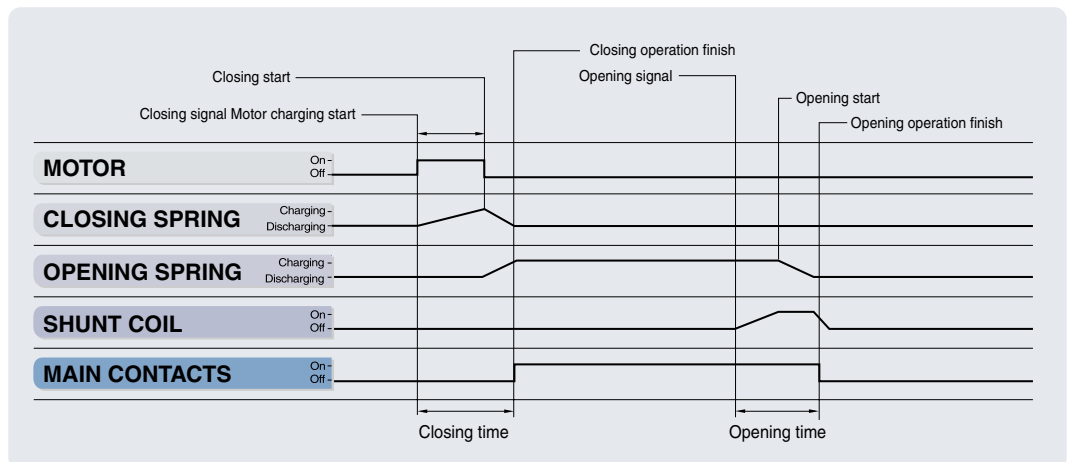 Closing operation finish
Closing start
Opening signal
Opening start
Closing signal Motor charging start
Opening operation finish
MOTOR
On
Off
CLOSING SPRING
Charging
Discharging
OPENING SPRING
Charging
Discharging
SHUNT COIL
On
Off
MAIN CONTACTS
On
Off
Closing time
Opening time